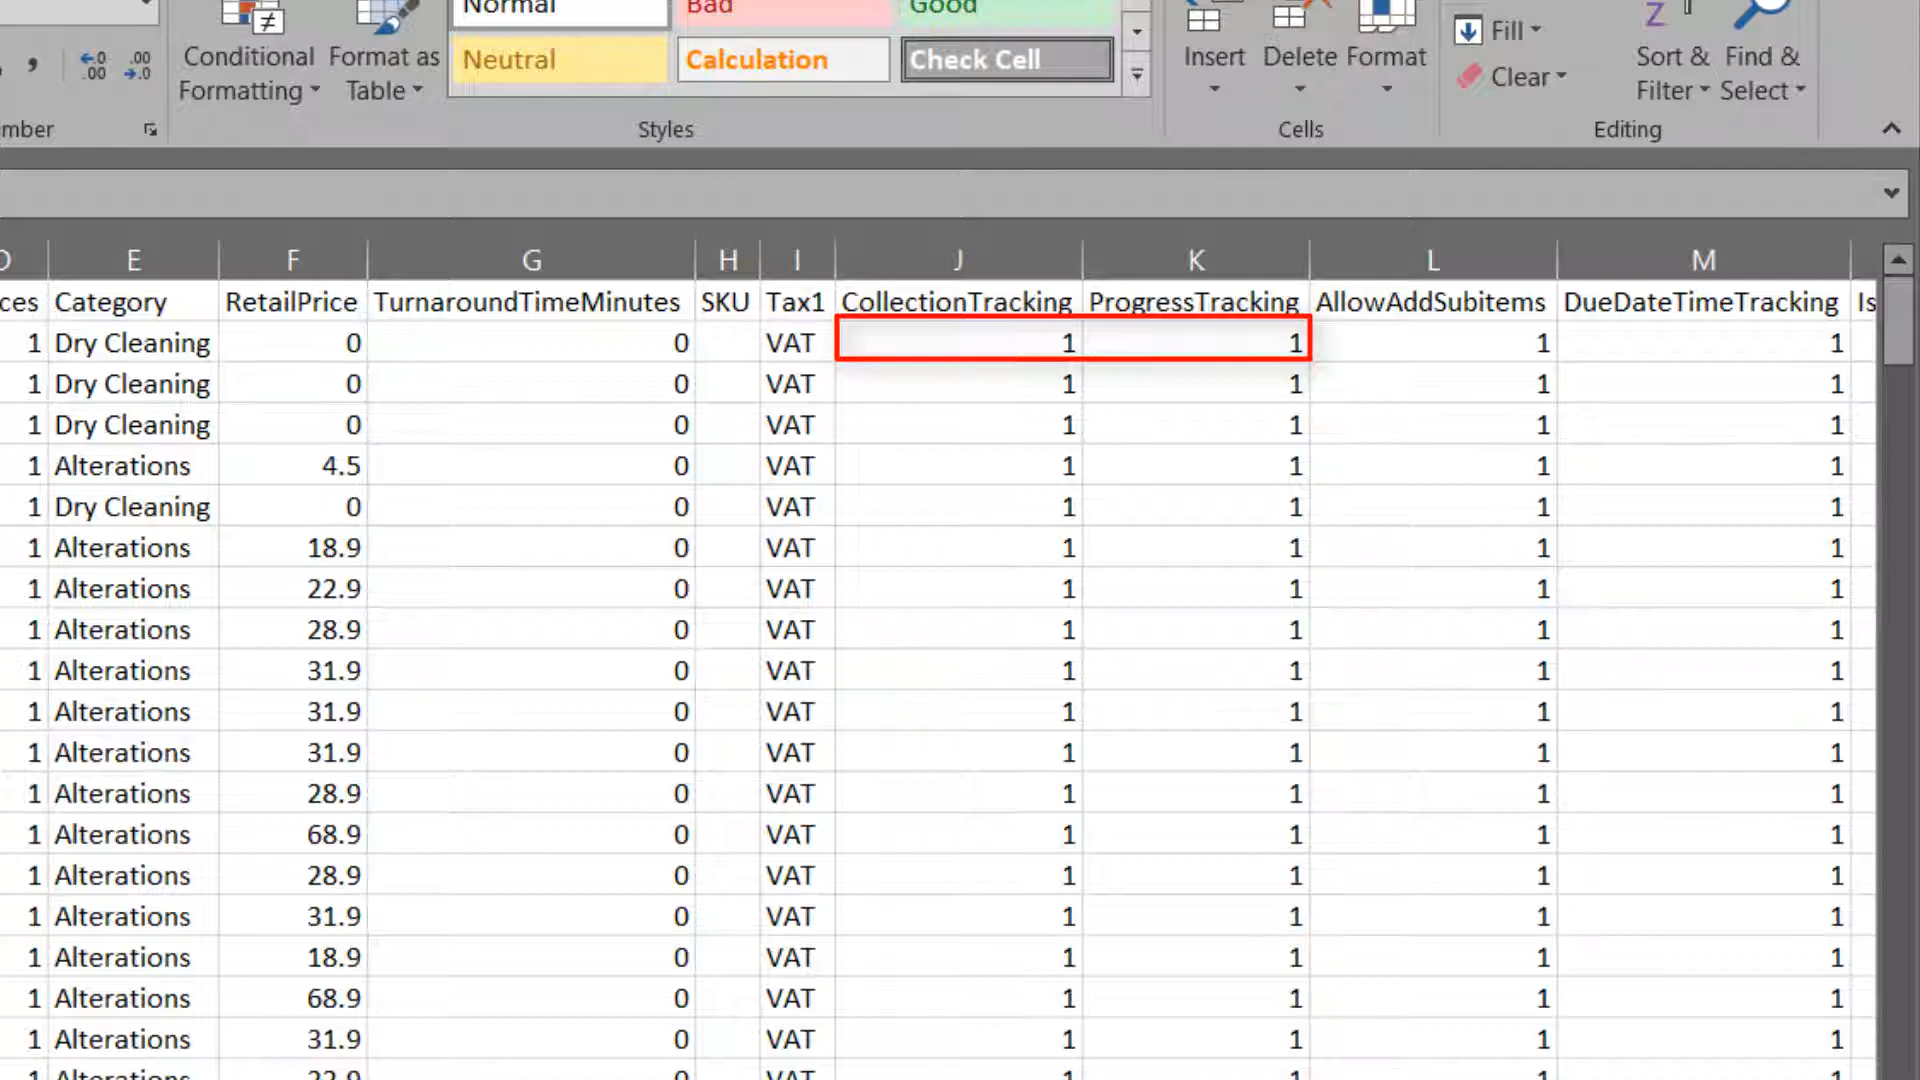 Normal Bad Good
Conditional Format as Neutral Calculation Check Cell Insert Delete Format Fill Sort & Find &
Formatting Table Clear Filter Select
mber Styles Cells Editing
D E F G H I J K L M
ces Category RetailPrice TurnaroundTimeMinutes SKU Tax1 CollectionTracking ProgressTracking AllowAddSubitems DueDateTimeTracking Is
1 Dry Cleaning 0 0 VAT 1 1 1 1
1 Dry Cleaning 0 0 VAT 1 1 1 1
1 Dry Cleaning 0 0 VAT 1 1 1 1
1 Alterations 4.5 0 VAT 1 1 1 1
1 Dry Cleaning 0 0 VAT 1 1 1 1
1 Alterations 18.9 0 VAT 1 1 1 1
1 Alterations 22.9 0 VAT 1 1 1 1
1 Alterations 28.9 0 VAT 1 1 1 1
1 Alterations 31.9 0 VAT 1 1 1 1
1 Alterations 31.9 0 VAT 1 1 1 1
1 Alterations 31.9 0 VAT 1 1 1 1
1 Alterations 28.9 0 VAT 1 1 1 1
1 Alterations 68.9 0 VAT 1 1 1 1
1 Alterations 28.9 0 VAT 1 1 1 1
1 Alterations 31.9 0 VAT 1 1 1 1
1 Alterations 18.9 0 VAT 1 1 1 1
1 Alterations 68.9 0 VAT 1 1 1 1
1 Alterations 31.9 0 VAT 1 1 1 1
1 Alterations 22.9 0 VAT 1 1 1 1